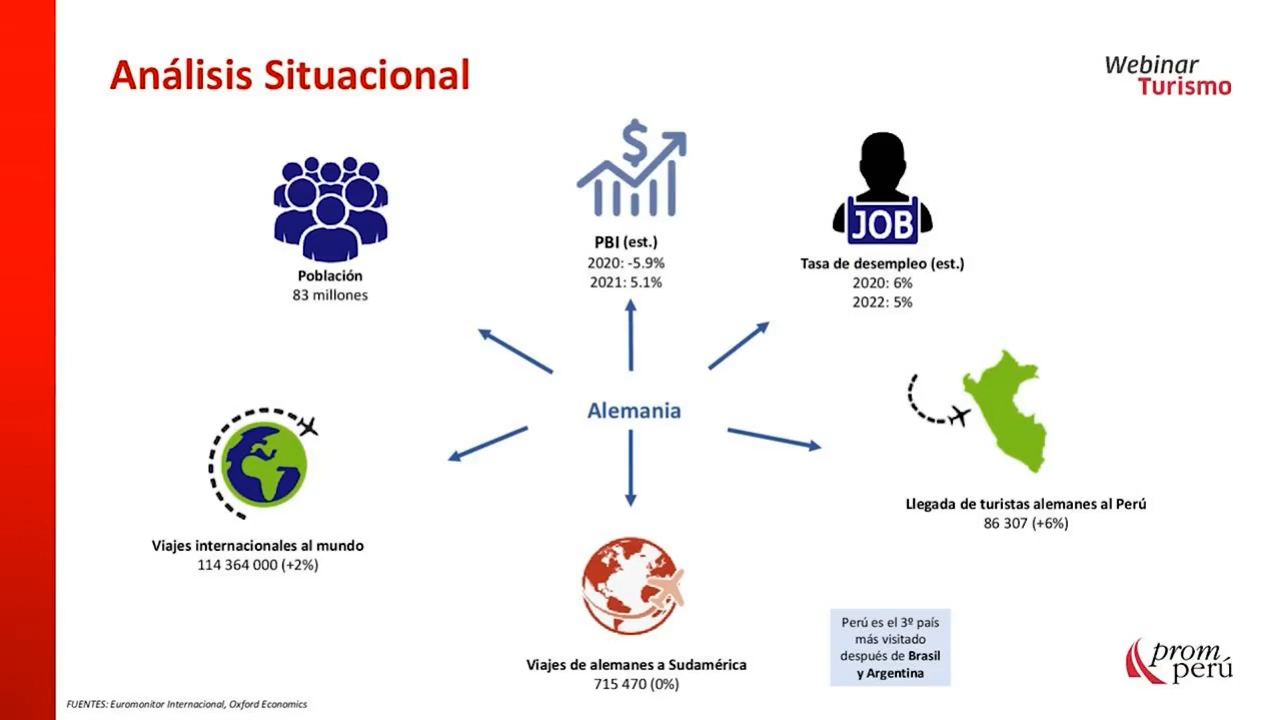 Análisis Situacional
Webinar
Turismo
$
JOB
PBI (est.)
2020: -5.9%
2021: 5.1%
Tasa de desempleo (est.)
2020: 6%
2022: 5%
Población
83 millones
Alemania
Llegada de turistas alemanes al Perú
86 307 (+6%)
Viajes internacionales al mundo
114 364 000 (+2%)
Viajes de alemanes a Sudamérica
715 470 (0%)
Perú es el 3º país
más visitado
después de Brasil
y Argentina
prom
perú
FUENTES: Euromonitor Internacional, Oxford Economics